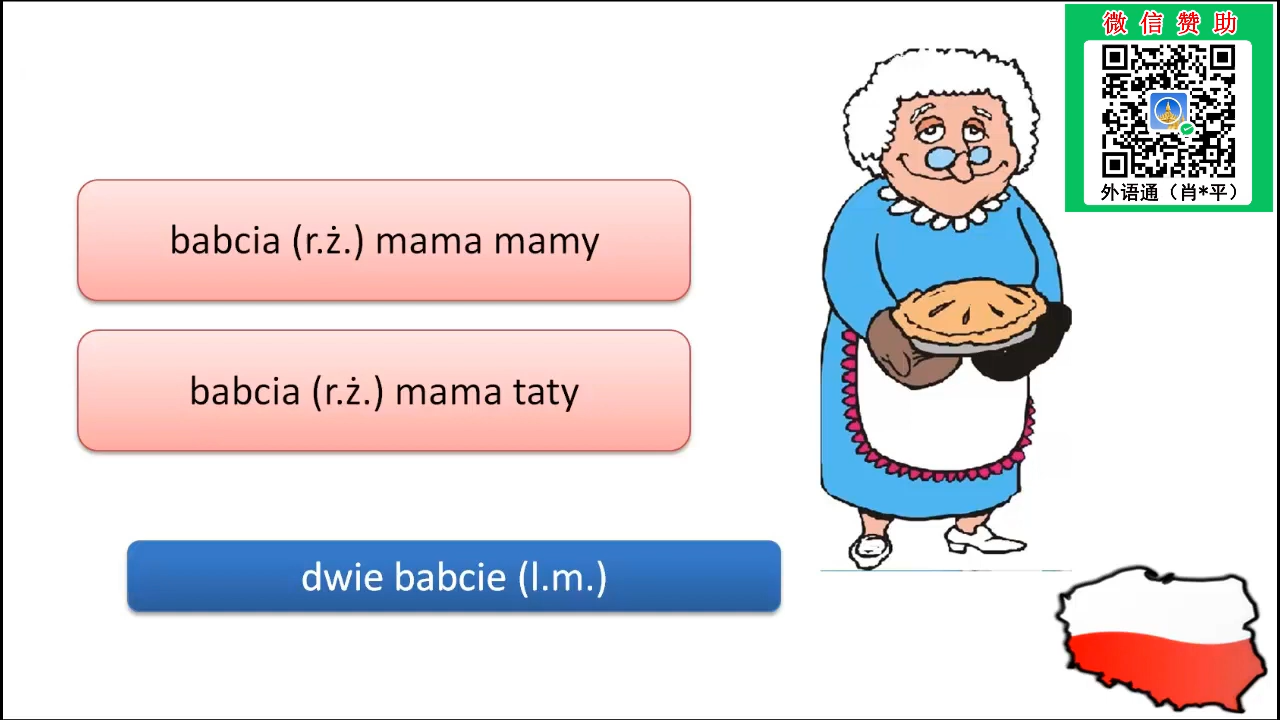 微信赞助
外语通（肖*平）
babcia (r.ż.) mama mamy
babcia (r.ż.) mama taty
dwie babcie (l.m.)